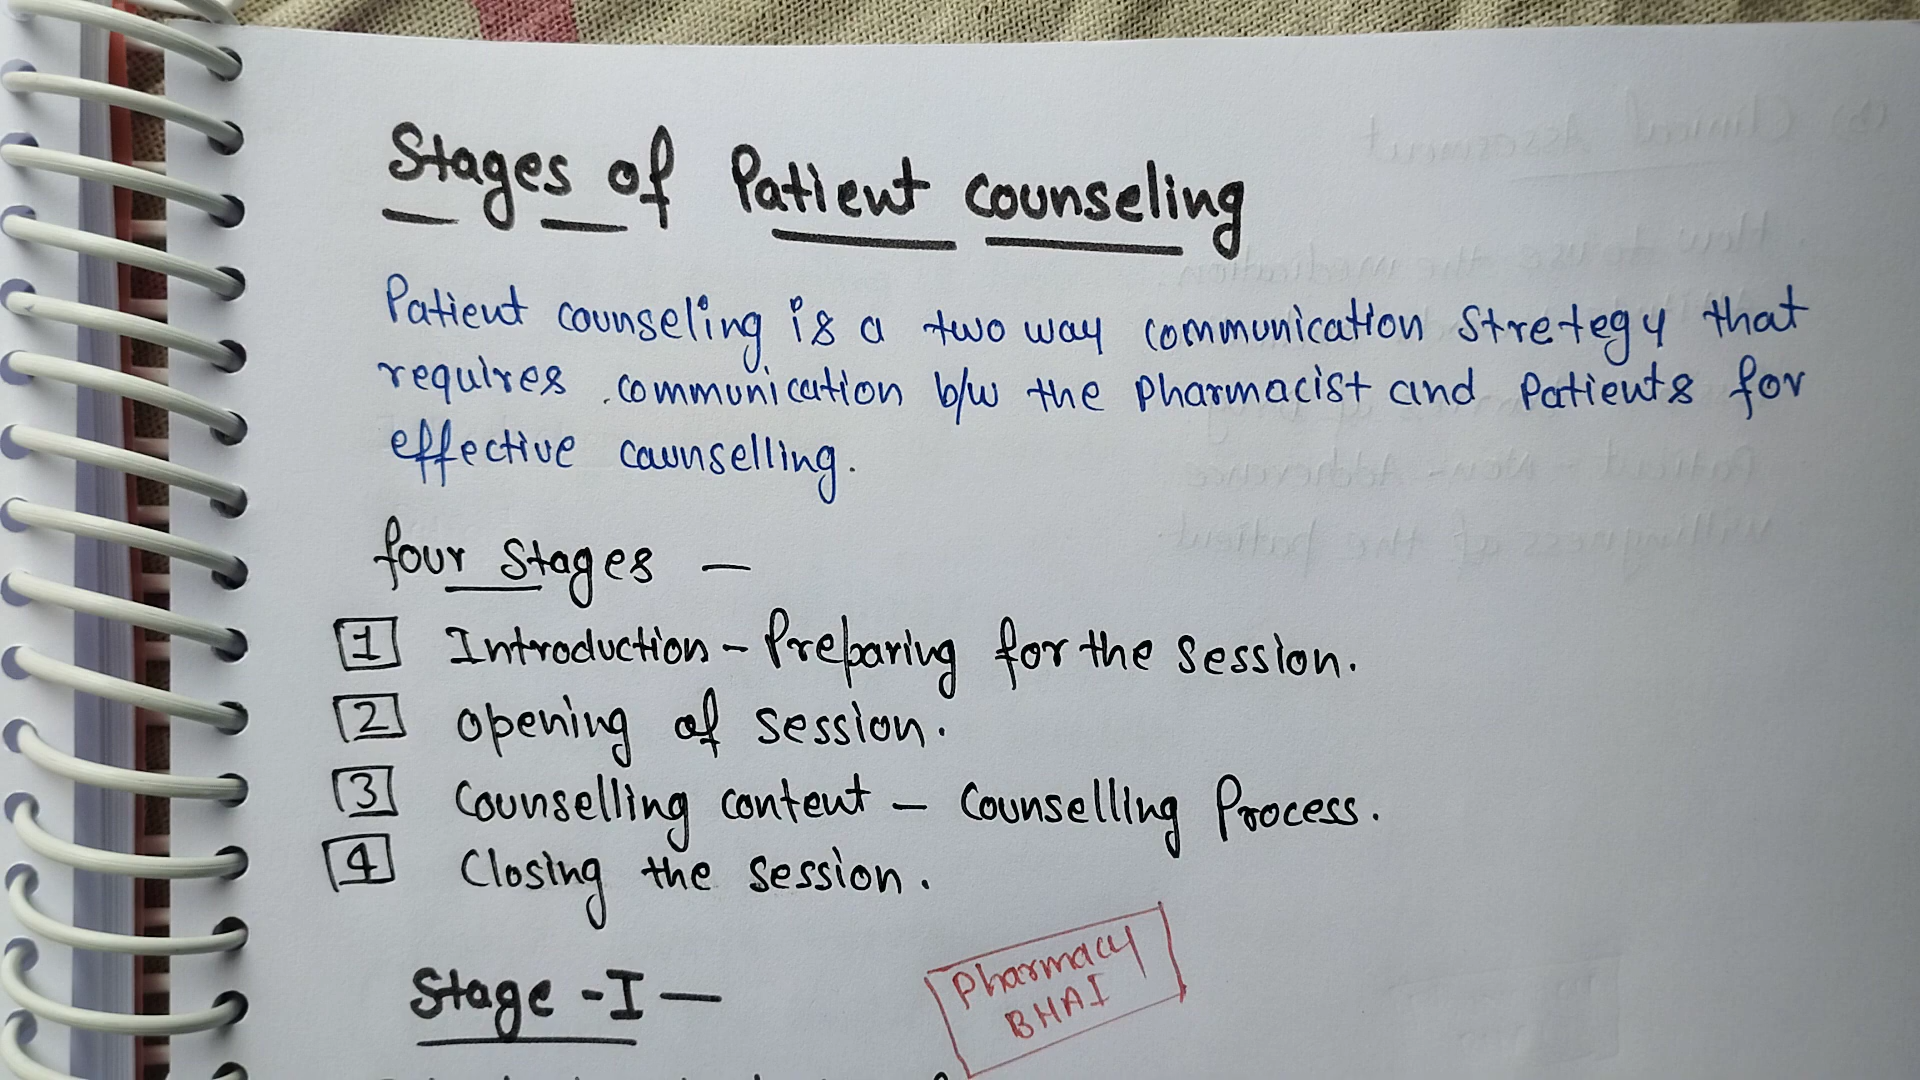 Stages of Patient counseling
Patient counseling is a two way communication Stretegy that
requires communication b/w the Pharmacist and Patients for
effective caunselling.
four Stages —
1 Introduction - Preparing for the session.
2 opening of session.
3 Counselling content — Counselling Process.
4 Closing the session.
Stage - I —
Pharmacy
BHAI